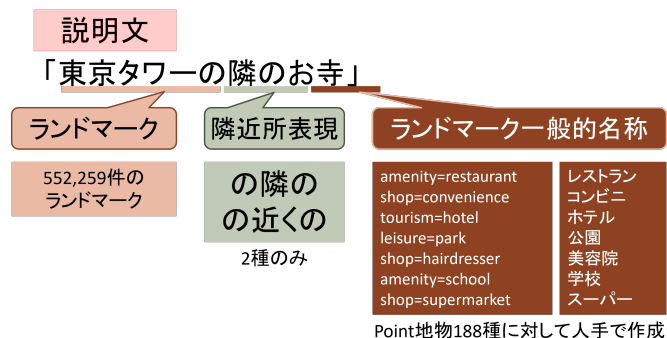 説明文
「東京タワーの隣のお寺」
ランドマーク
隣近所表現
ランドマーク一般的名称
552,259件の
ランドマーク
の隣の
の近くの
2種のみ
amenity=restaurant
shop=convenience
tourism=hotel
leisure=park
shop=hairdresser
amenity=school
shop=supermarket
レストラン
コンビニ
ホテル
公園
美容院
学校
スーパー
Point地物188種に対して人手で作成